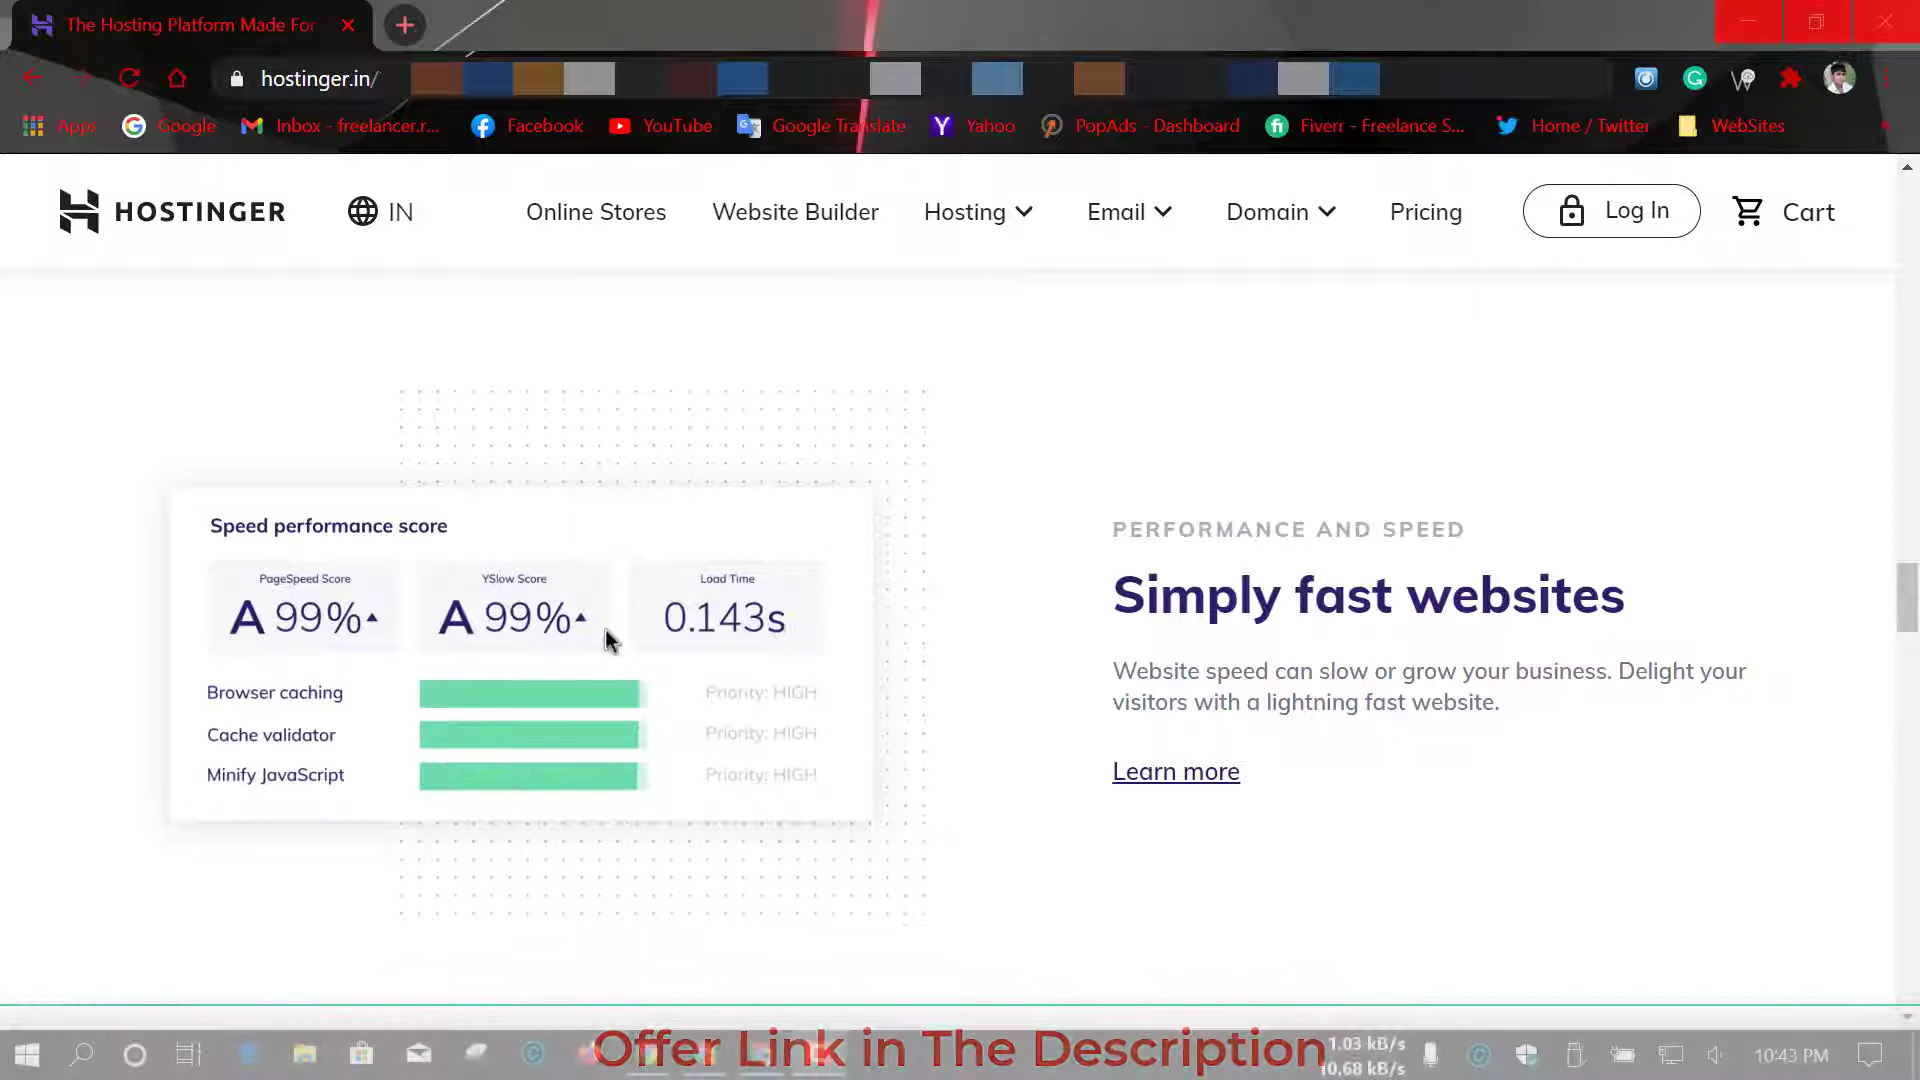 The Hosting Platform Made For
hostinger.in/
Apps Google Inbox - freelancer.r... Facebook YouTube Google Translate Yahoo PopAds - Dashboard Fiverr - Freelance S... Home / Twitter WebSites
HOSTINGER IN Online Stores Website Builder Hosting Email Domain Pricing Log In Cart
Speed performance score
PageSpeed Score YSlow Score Load Time
A 99% A 99% 0.143s
Browser caching Priority: HIGH
Cache validator Priority: HIGH
Minify JavaScript Priority: HIGH
PERFORMANCE AND SPEED
Simply fast websites
Website speed can slow or grow your business. Delight your
visitors with a lightning fast website.
Learn more
Offer Link in The Description
1.03 kB/s
10.68 kB/s
10:43 PM